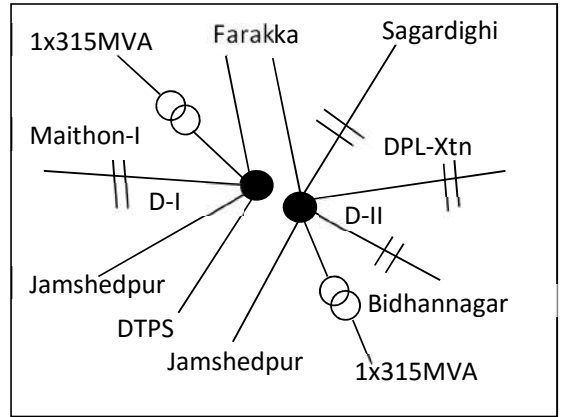 1x315MVA
Farakka
Sagardighi
Maithon-I
DPL-Xtn
D-I
D-II
Jamshedpur
Bidhannagar
DTPS
Jamshedpur
1x315MVA